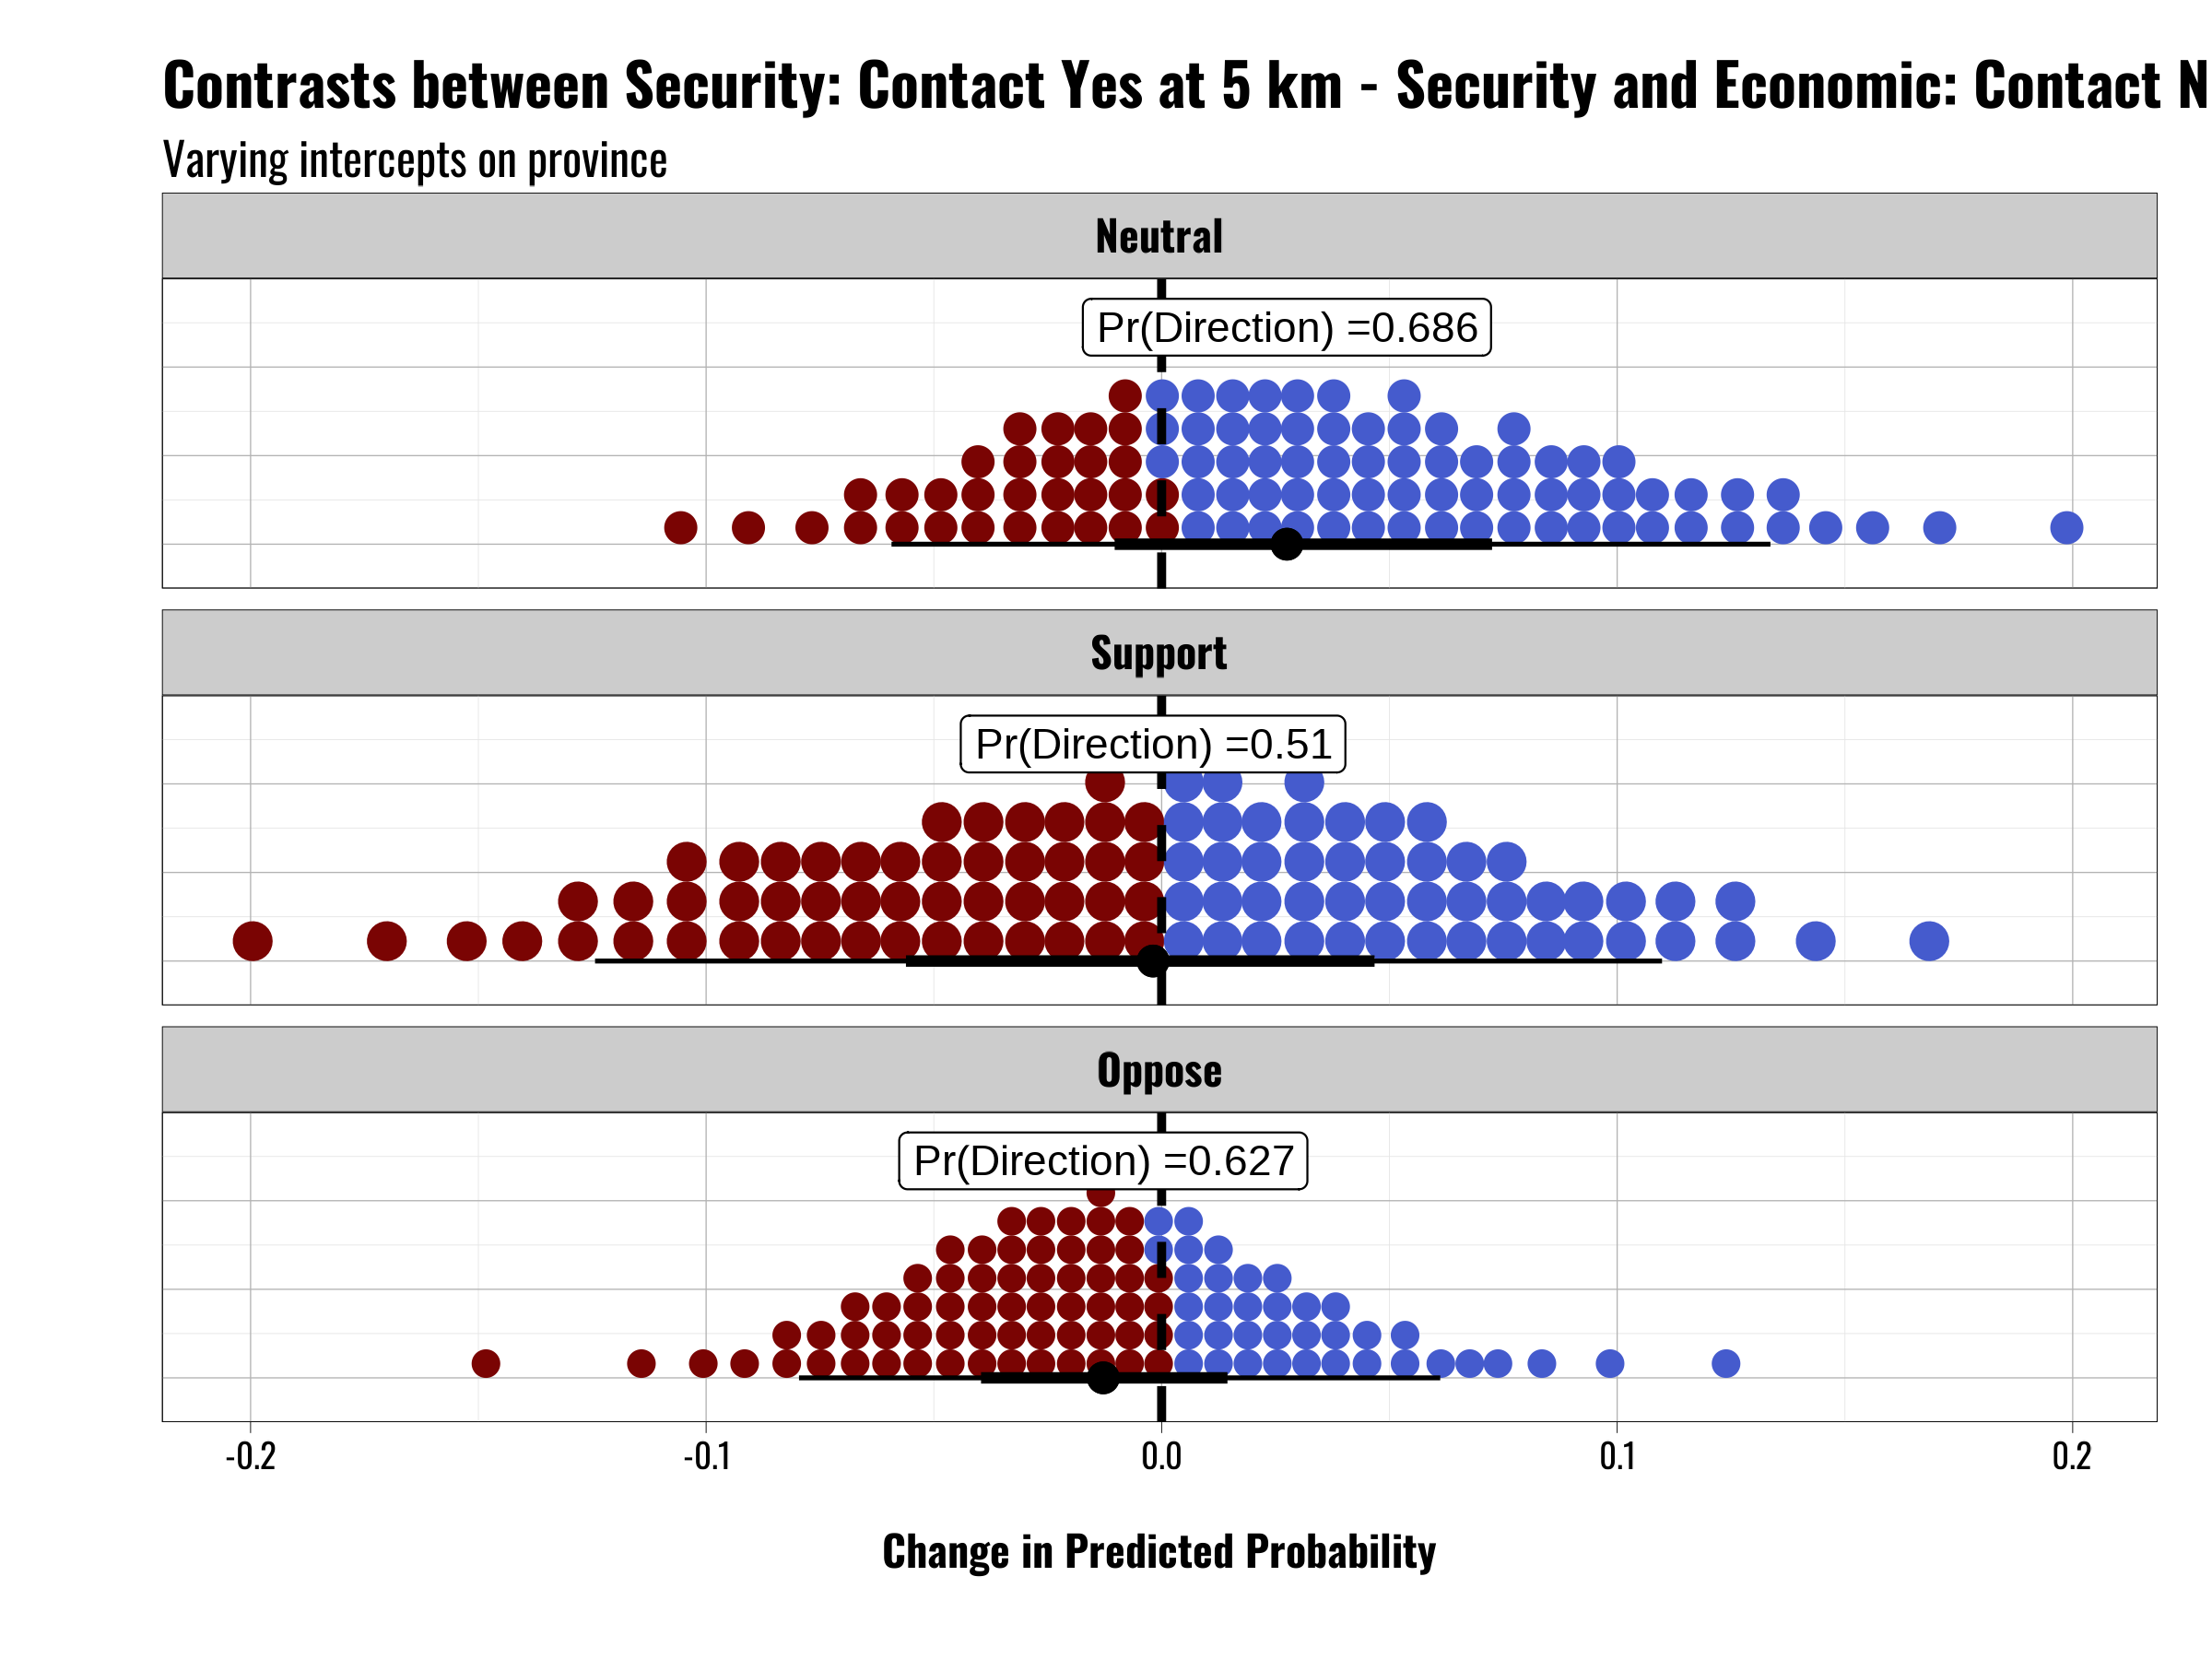 Contrasts between Security: Contact Yes at 5 km - Security and Economic: Contact N
Varying intercepts on province
Neutral
Pr(Direction) =0.686
Support
Pr(Direction) =0.51
Oppose
Pr(Direction) =0.627
-0.2 -0.1 0.0 0.1 0.2
Change in Predicted Probability